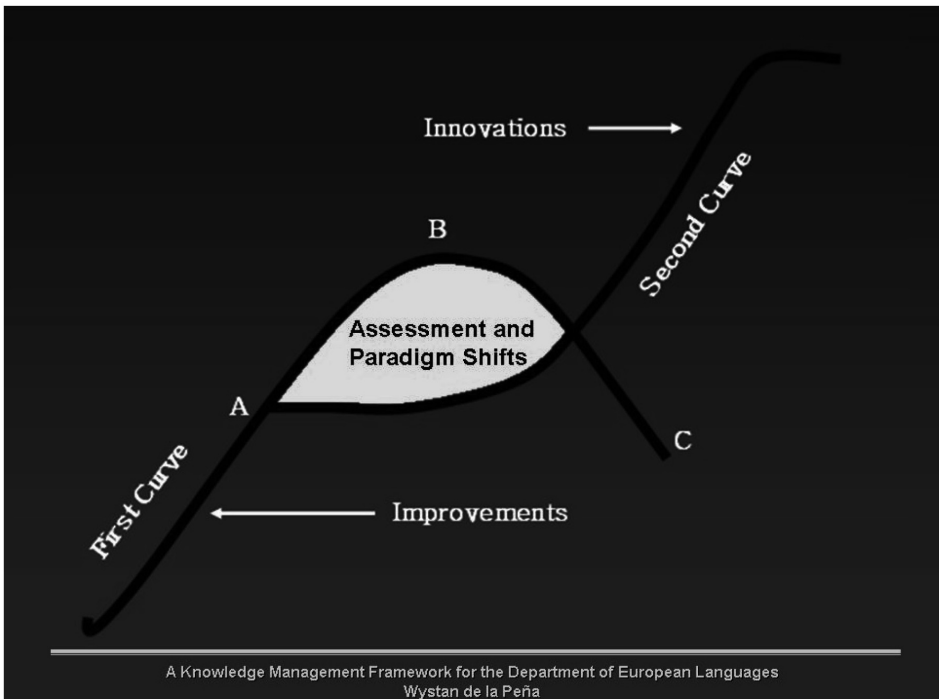 Innovations
Second Curve
B
Assessment and
Paradigm Shifts
A
C
First Curve
Improvements
A Knowledge Management Framework for the Department of European Languages
Wystan de la Peña